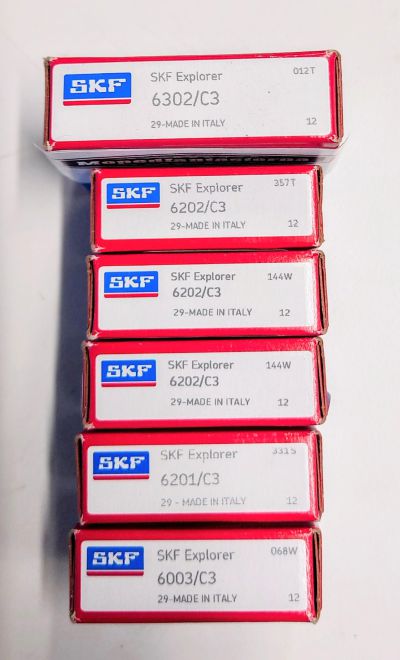 SKF SKF Explorer 012T
6302/C3
29-MADE IN ITALY 12
SKF SKF Explorer 357T
6202/C3
29-MADE IN ITALY 12
SKF SKF Explorer 144W
6202/C3
29-MADE IN ITALY 12
SKF SKF Explorer 144W
6202/C3
29-MADE IN ITALY 12
SKF SKF Explorer 331S
6201/C3
29 - MADE IN ITALY 12
SKF SKF Explorer 068W
6003/C3
29-MADE IN ITALY 12